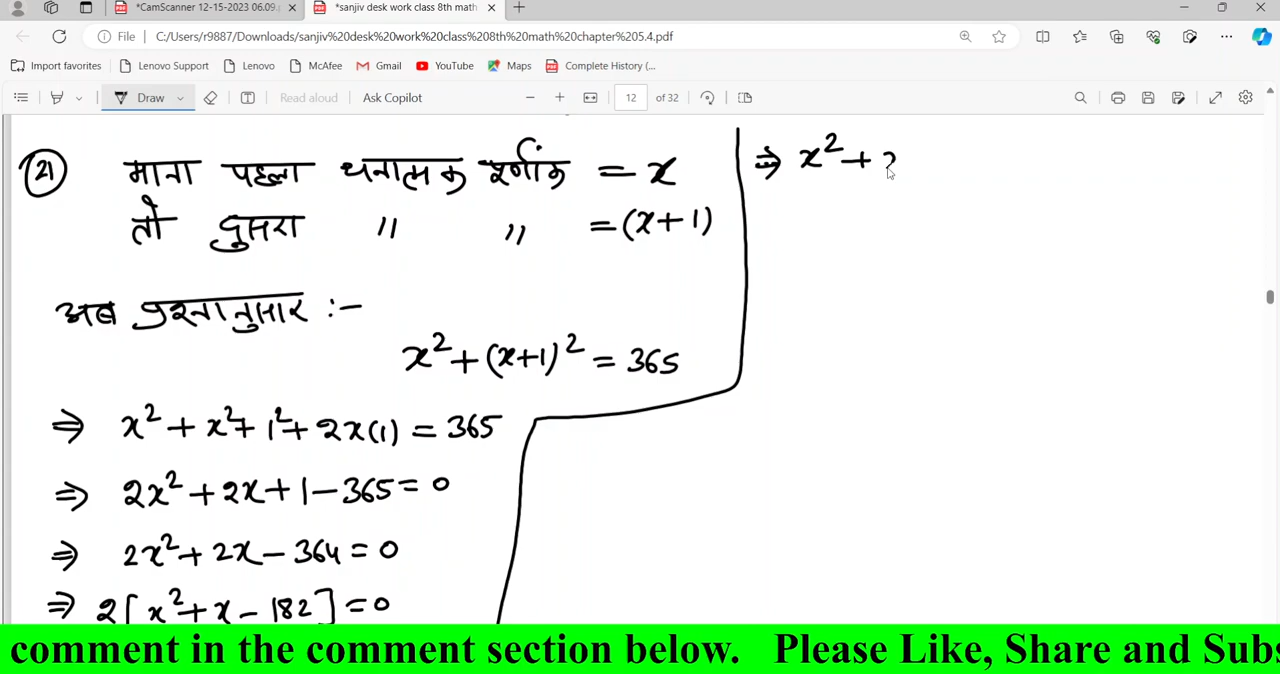 *CamScanner 12-15-2023 06.09.
*sanjiv desk work class 8th math
File C:/Users/r9887/Downloads/sanjiv%20desk%20work%20class%208th%20math%20chapter%205.4.pdf
Import favorites Lenovo Support Lenovo McAfee Gmail YouTube Maps Complete History (...
Draw Read aloud Ask Copilot 12 of 32
(21) माना पहला धनात्मक पूर्णांक = x
तो दुसरा " " = (x+1)
अब प्रश्नानुसार :-
x² + (x+1)² = 365
⇒ x² + x² + 1² + 2x(1) = 365
⇒ 2x² + 2x + 1 - 365 = 0
⇒ 2x² + 2x - 364 = 0
⇒ 2[x² + x - 182] = 0
⇒ x² +
comment in the comment section below. Please Like, Share and Subs